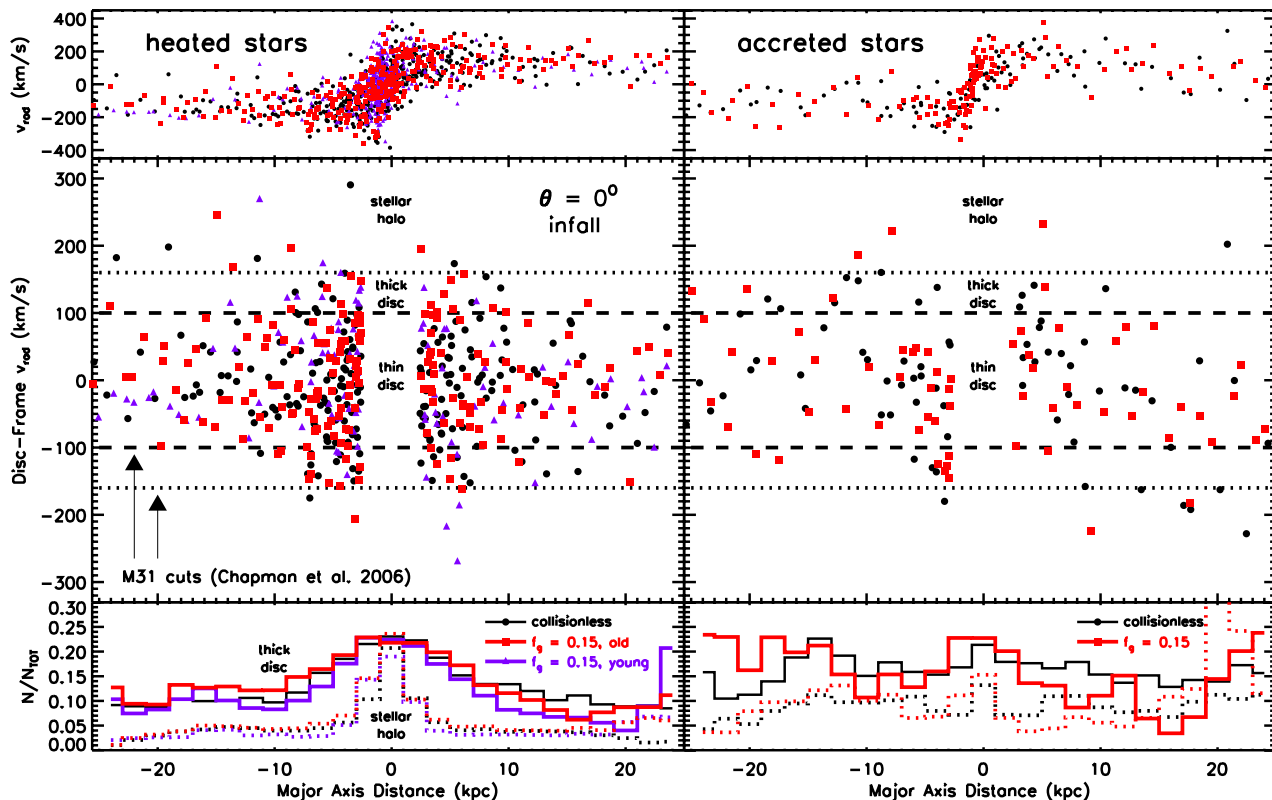 heated stars
accreted stars
v_rad (km/s)
400
200
0
−200
−400
Disc−Frame v_rad (km/s)
300
200
100
0
−100
−200
−300
stellar
halo
θ = 0°
infall
thick
disc
thin
disc
M31 cuts (Chapman et al. 2006)
stellar
halo
thick
disc
thin
disc
N/N_TOT
0.30
0.25
0.20
0.15
0.10
0.05
0.00
thick
disc
stellar
halo
collisionless
f_g = 0.15, old
f_g = 0.15, young
collisionless
f_g = 0.15
−20 −10 0 10 20
−20 −10 0 10 20
Major Axis Distance (kpc)
Major Axis Distance (kpc)